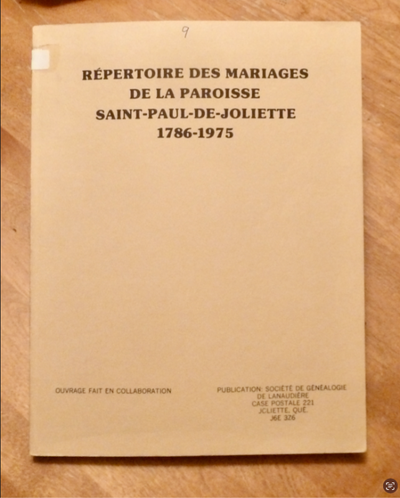 9
RÉPERTOIRE DES MARIAGES
DE LA PAROISSE
SAINT-PAUL-DE-JOLIETTE
1786-1975
OUVRAGE FAIT EN COLLABORATION
PUBLICATION: SOCIÉTÉ DE GÉNÉALOGIE
DE LANAUDIÈRE
CASE POSTALE 221
JOLIETTE, QUÉ.
J6E 3Z6